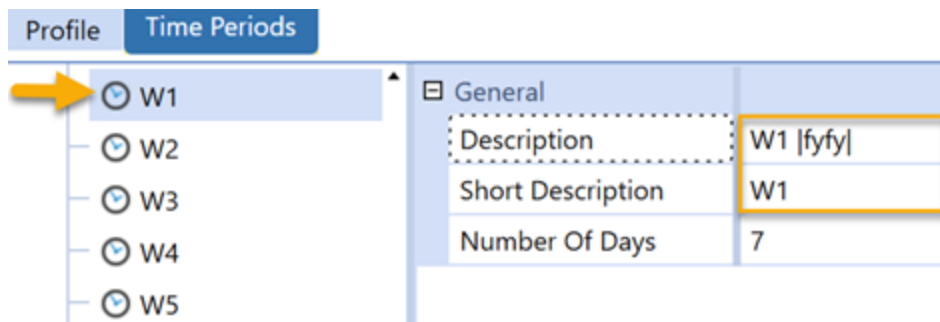 Profile
Time Periods
W1
W2
W3
W4
W5
General
Description W1 |fyfy|
Short Description W1
Number Of Days 7